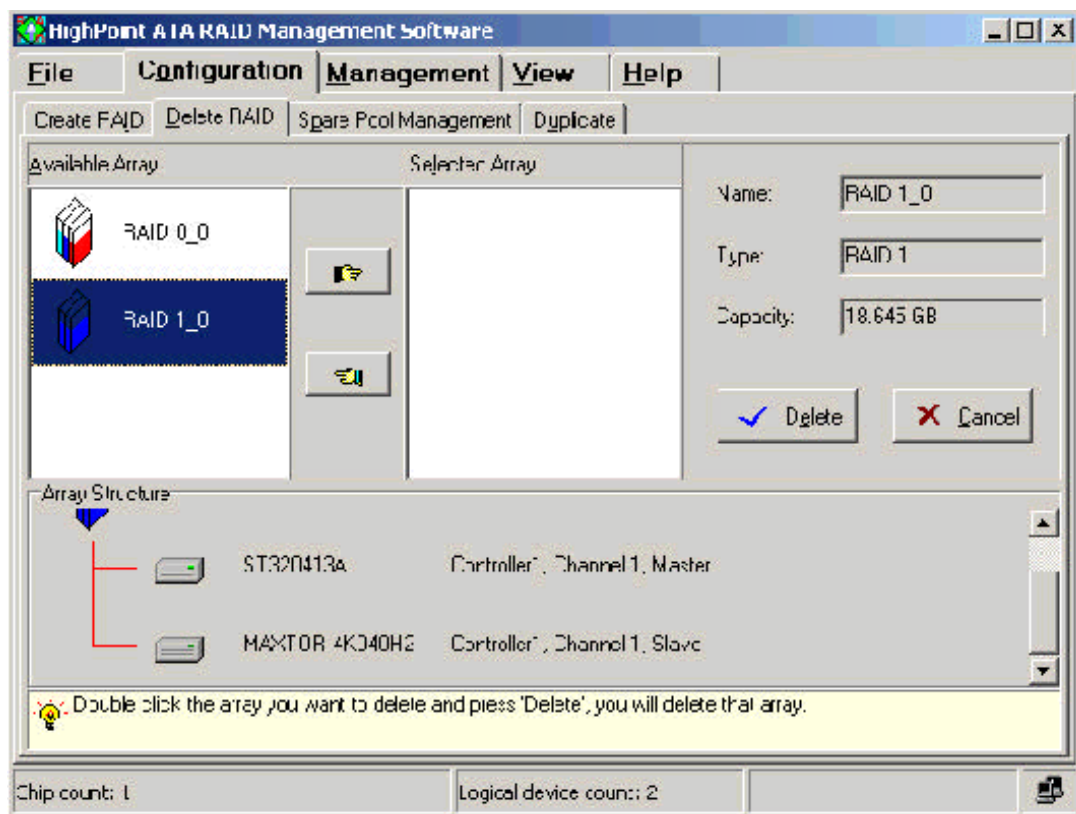 HighPoint ATA RAID Management Software
File Configuration Management View Help
Create RAID Delete RAID Spare Pool Management Duplicate
Available Array Selected Array
RAID 0_0
RAID 1_0
Name: RAID 1_0
Type: RAID 1
Capacity: 18.645 GB
Delete Cancel
Array Structure
ST320413A Controller1, Channel 1, Master
MAXTOR 4K040H2 Controller1, Channel 1, Slave
Double click the array you want to delete and press 'Delete', you will delete that array.
Chip count: 1 Logical device count: 2